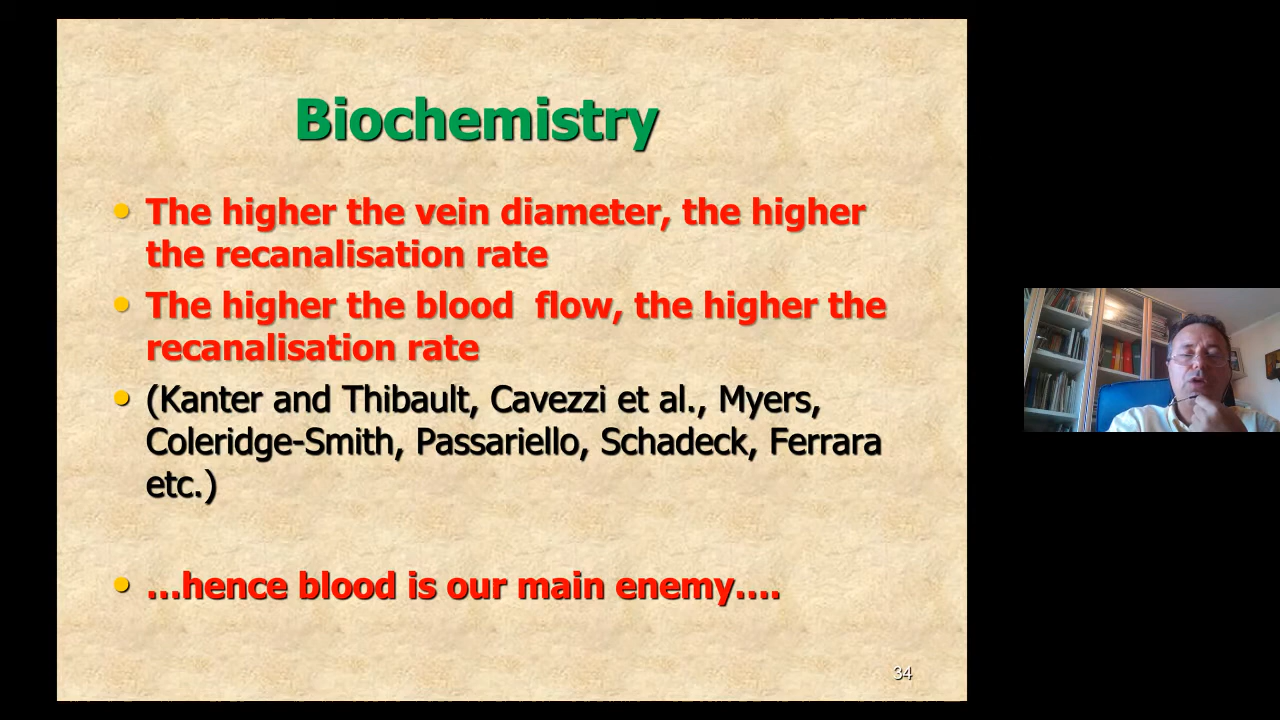 Biochemistry
• The higher the vein diameter, the higher
the recanalisation rate
• The higher the blood  flow, the higher the
recanalisation rate
• (Kanter and Thibault, Cavezzi et al., Myers,
Coleridge-Smith, Passariello, Schadeck, Ferrara
etc.)
• …hence blood is our main enemy….
34